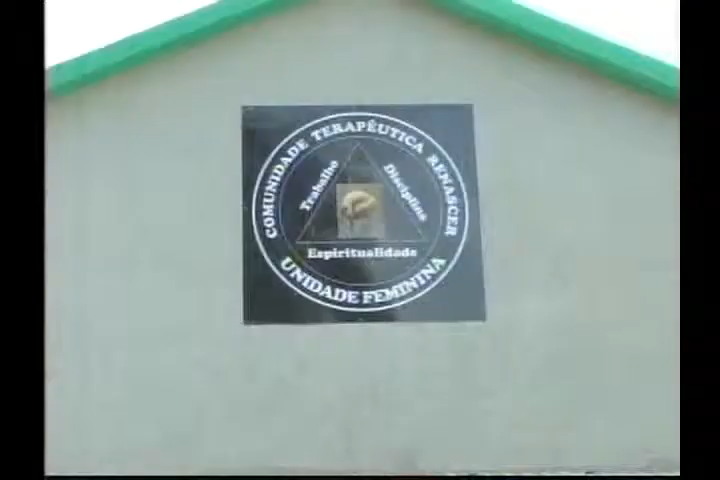 COMUNIDADE TERAPÊUTICA RENASCER
Trabalho
Disciplina
Espiritualidade
UNIDADE FEMININA